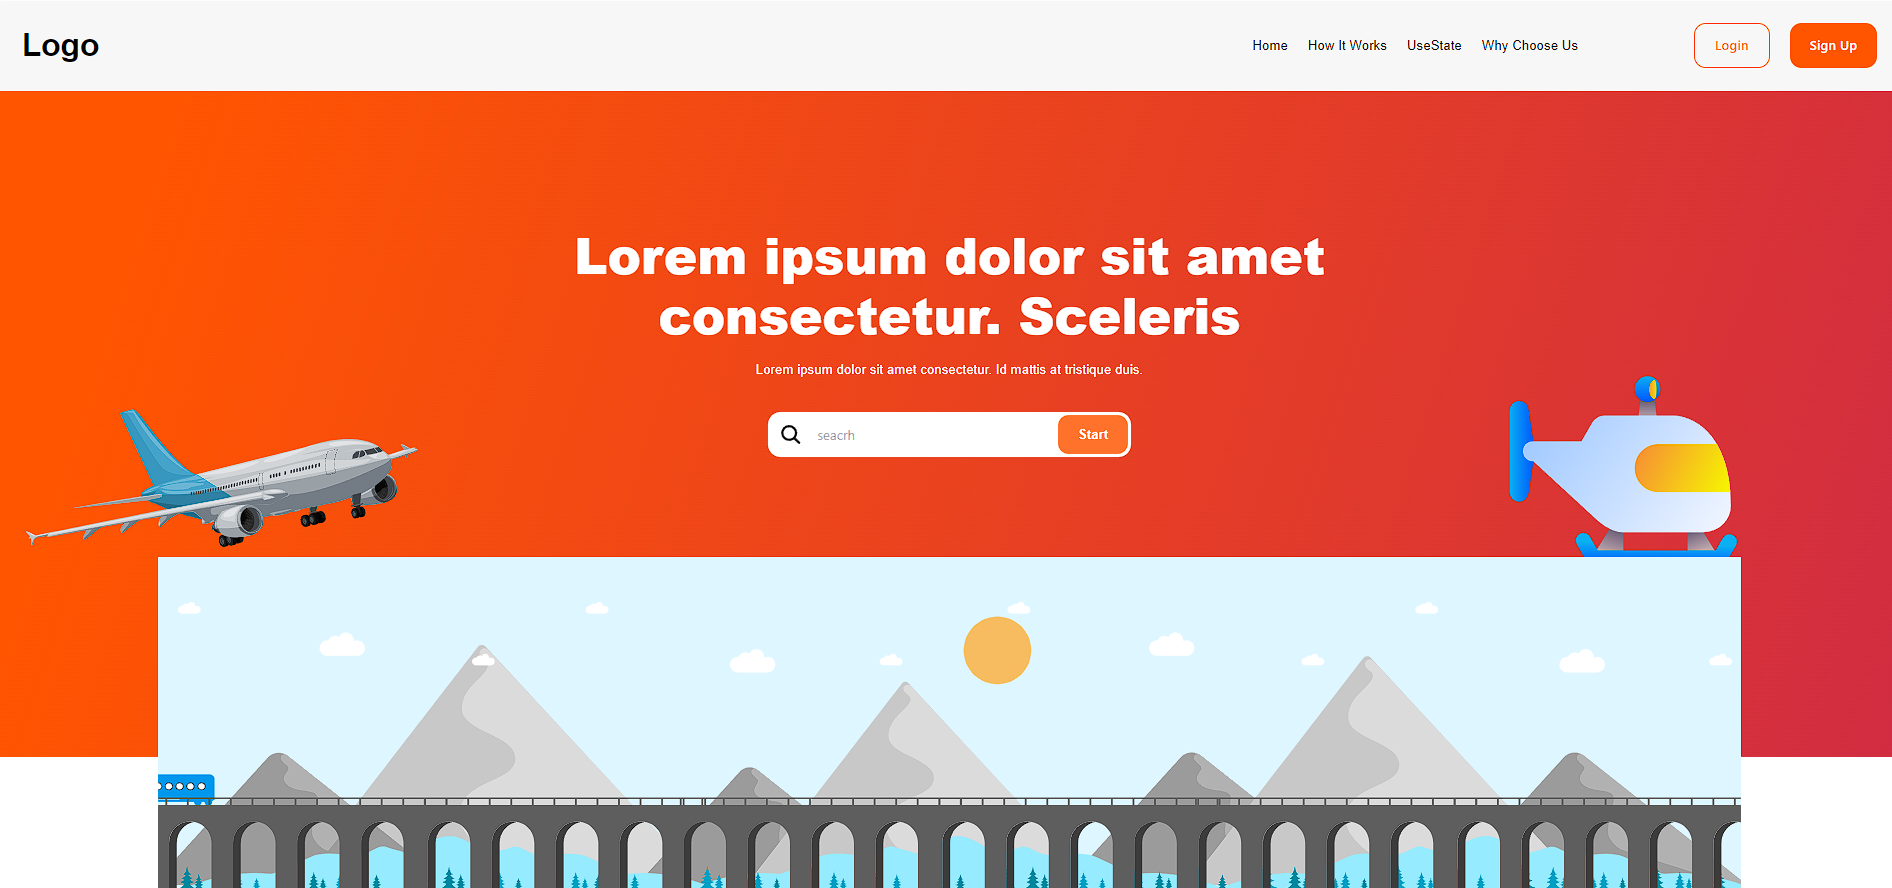 Logo
Home How It Works UseState Why Choose Us Login Sign Up
Lorem ipsum dolor sit amet
consectetur. Sceleris
Lorem ipsum dolor sit amet consectetur. Id mattis at tristique duis.
seacrh Start